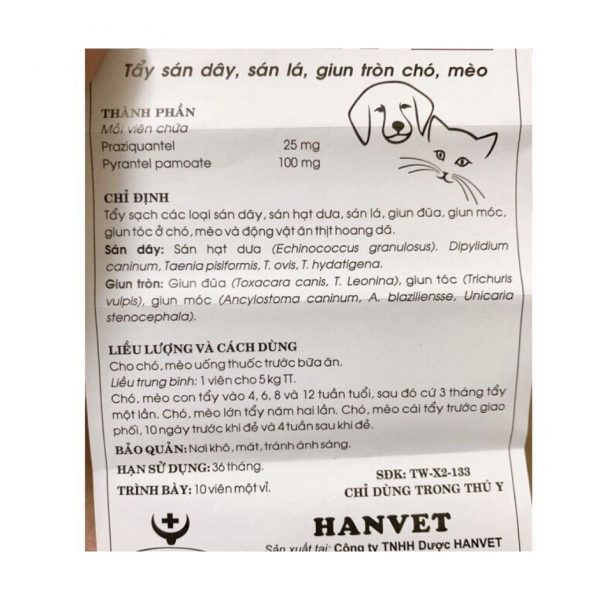 Tẩy sán dây, sán lá, giun tròn chó, mèo
THÀNH PHẦN
Mỗi viên chứa
Praziquantel 25 mg
Pyrantel pamoate 100 mg
CHỈ ĐỊNH
Tẩy sạch các loại sán dây, sán hạt dưa, sán lá, giun đũa, giun móc,
giun tóc ở chó, mèo và động vật ăn thịt hoang dã.
Sán dây: Sán hạt dưa (Echinococcus granulosus). Dipylidium
caninum, Taenia pisiformis, T. ovis, T. hydatigena.
Giun tròn: Giun đũa (Toxacara canis, T. Leonina), giun tóc (Trichuris
vulpis), giun móc (Ancylostoma caninum, A. blaziliensse, Unicaria
stenocephala).
LIỀU LƯỢNG VÀ CÁCH DÙNG
Cho chó, mèo uống thuốc trước bữa ăn.
Liều trung bình: 1 viên cho 5 kg TT.
Chó, mèo con tẩy vào 4, 6, 8 và 12 tuần tuổi, sau đó cứ 3 tháng tẩy
một lần. Chó, mèo lớn tẩy năm hai lần. Chó, mèo cái tẩy trước giao
phối, 10 ngày trước khi đẻ và 4 tuần sau khi đẻ.
BẢO QUẢN: Nơi khô, mát, tránh ánh sáng.
HẠN SỬ DỤNG: 36 tháng. SĐK: TW-X2-133
TRÌNH BÀY: 10 viên một vỉ. CHỈ DÙNG TRONG THÚ Y
HANVET
Sản xuất tại: Công ty TNHH Dược HANVET